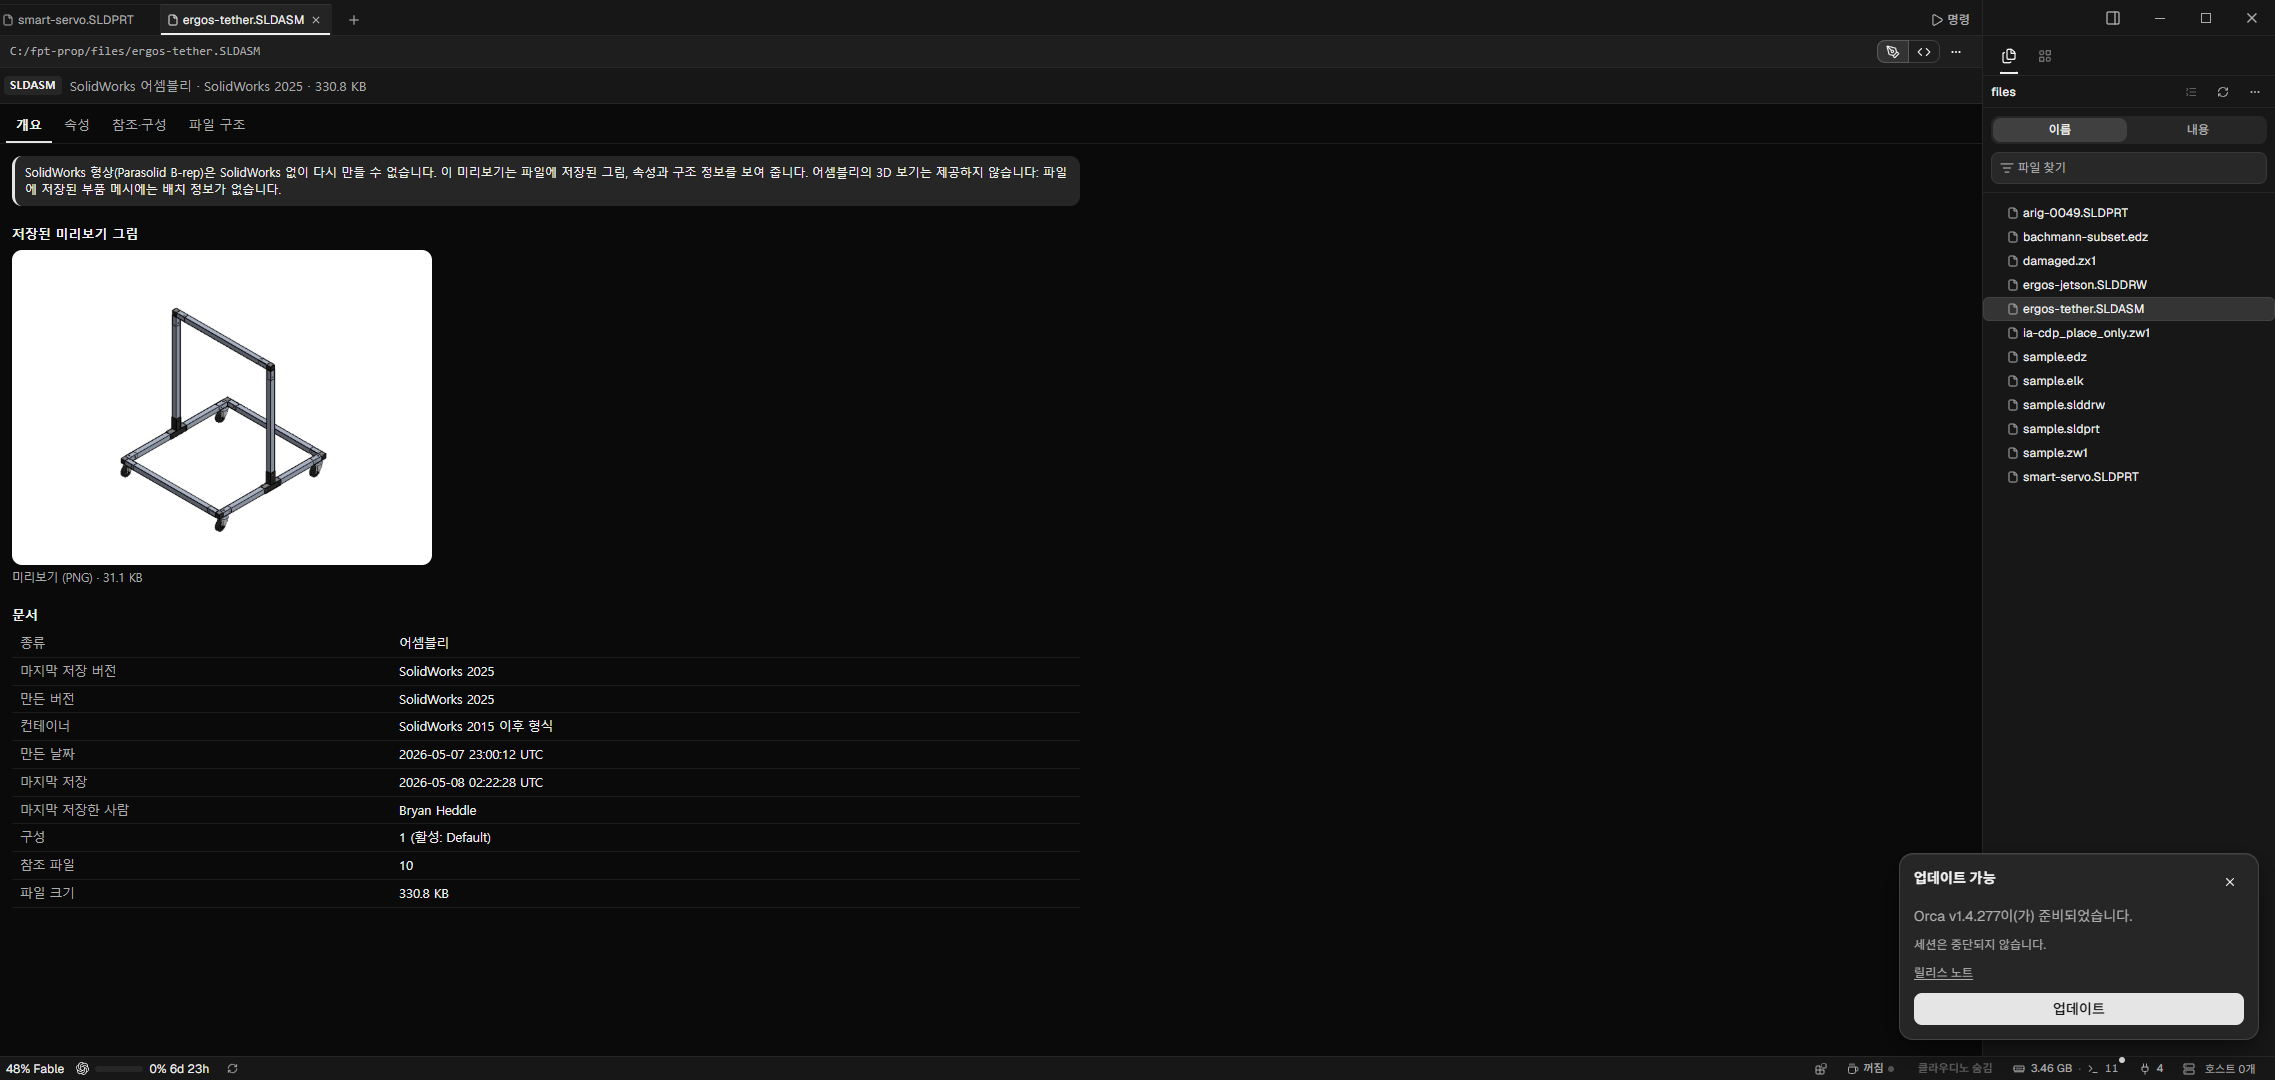 smart-servo.SLDPRT
ergos-tether.SLDASM
명령
C:/fpt-prop/files/ergos-tether.SLDASM
SLDASM SolidWorks 어셈블리 · SolidWorks 2025 · 330.8 KB
개요 속성 참조·구성 파일 구조
SolidWorks 형상(Parasolid B-rep)은 SolidWorks 없이 다시 만들 수 없습니다. 이 미리보기는 파일에 저장된 그림, 속성과 구조 정보를 보여 줍니다. 어셈블리의 3D 보기는 제공하지 않습니다: 파일
에 저장된 부품 메시에는 배치 정보가 없습니다.
저장된 미리보기 그림
미리보기 (PNG) · 31.1 KB
문서
종류 어셈블리
마지막 저장 버전 SolidWorks 2025
만든 버전 SolidWorks 2025
컨테이너 SolidWorks 2015 이후 형식
만든 날짜 2026-05-07 23:00:12 UTC
마지막 저장 2026-05-08 02:22:28 UTC
마지막 저장한 사람 Bryan Heddle
구성 1 (활성: Default)
참조 파일 10
파일 크기 330.8 KB
files
이름 내용
파일 찾기
arig-0049.SLDPRT
bachmann-subset.edz
damaged.zx1
ergos-jetson.SLDDRW
ergos-tether.SLDASM
ia-cdp_place_only.zw1
sample.edz
sample.elk
sample.slddrw
sample.sldprt
sample.zw1
smart-servo.SLDPRT
업데이트 가능
Orca v1.4.277이(가) 준비되었습니다.
세션은 중단되지 않습니다.
릴리스 노트
업데이트
48% Fable 0% 6d 23h
꺼짐 클라우디노 숨김 3.46 GB · 11 4 호스트 0개